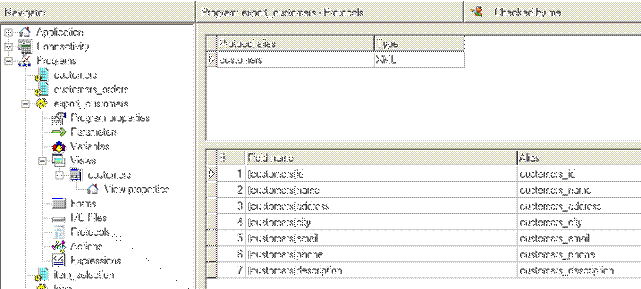 Navigator
Program export_customers - Protocols
Checked by me
Application
Connectivity
Programs
customers
customers_orders
export_customers
Program properties
Parameters
Variables
Views
customers
View properties
Forms
I/O Files
Protocols
Actions
Expressions
item_selection
Protocol alias Type
customers XML
# Field name Alias
1 [customers]id customers_id
2 [customers]name customers_name
3 [customers]address customers_address
4 [customers]city customers_city
5 [customers]email customers_email
6 [customers]phone customers_phone
7 [customers]description customers_description